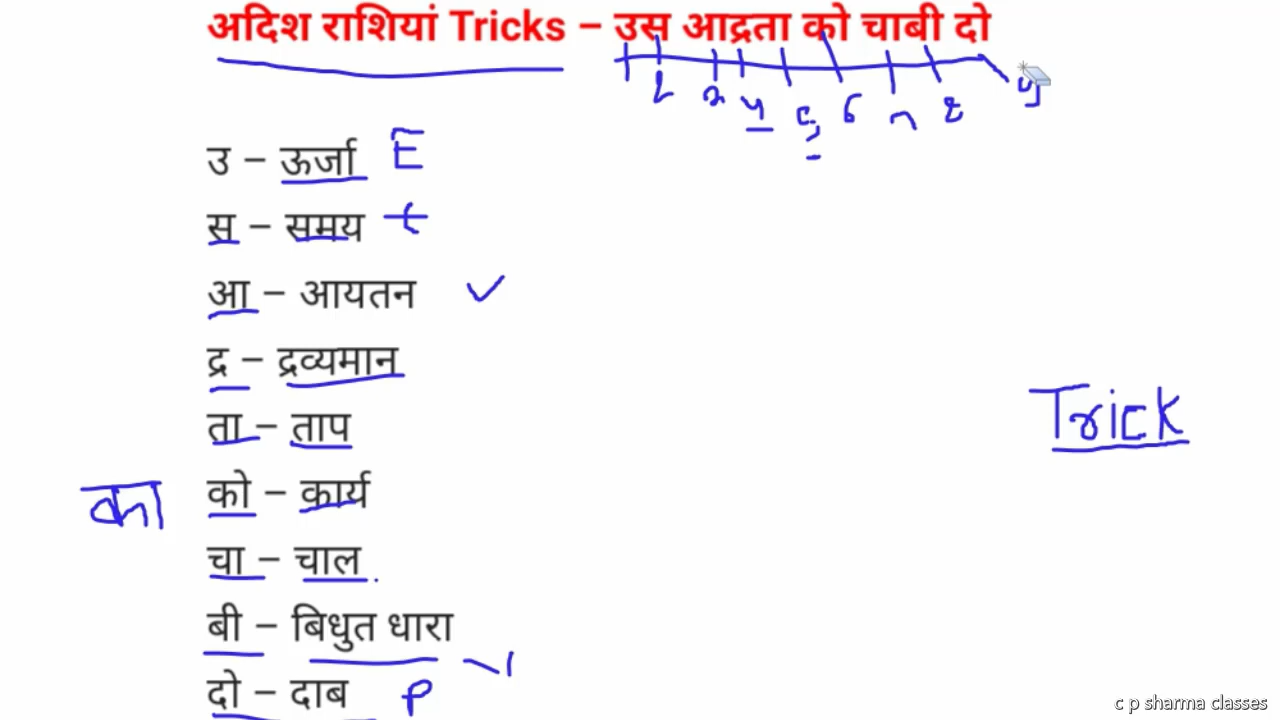 अदिश राशियां Tricks – उस आद्रता को चाबी दो
उ – ऊर्जा E
स – समय t
आ – आयतन
द्र – द्रव्यमान
ता – ताप
Trick
का को – कार्य
चा – चाल
बी – बिधुत धारा
दो – दाब P
c p sharma classes